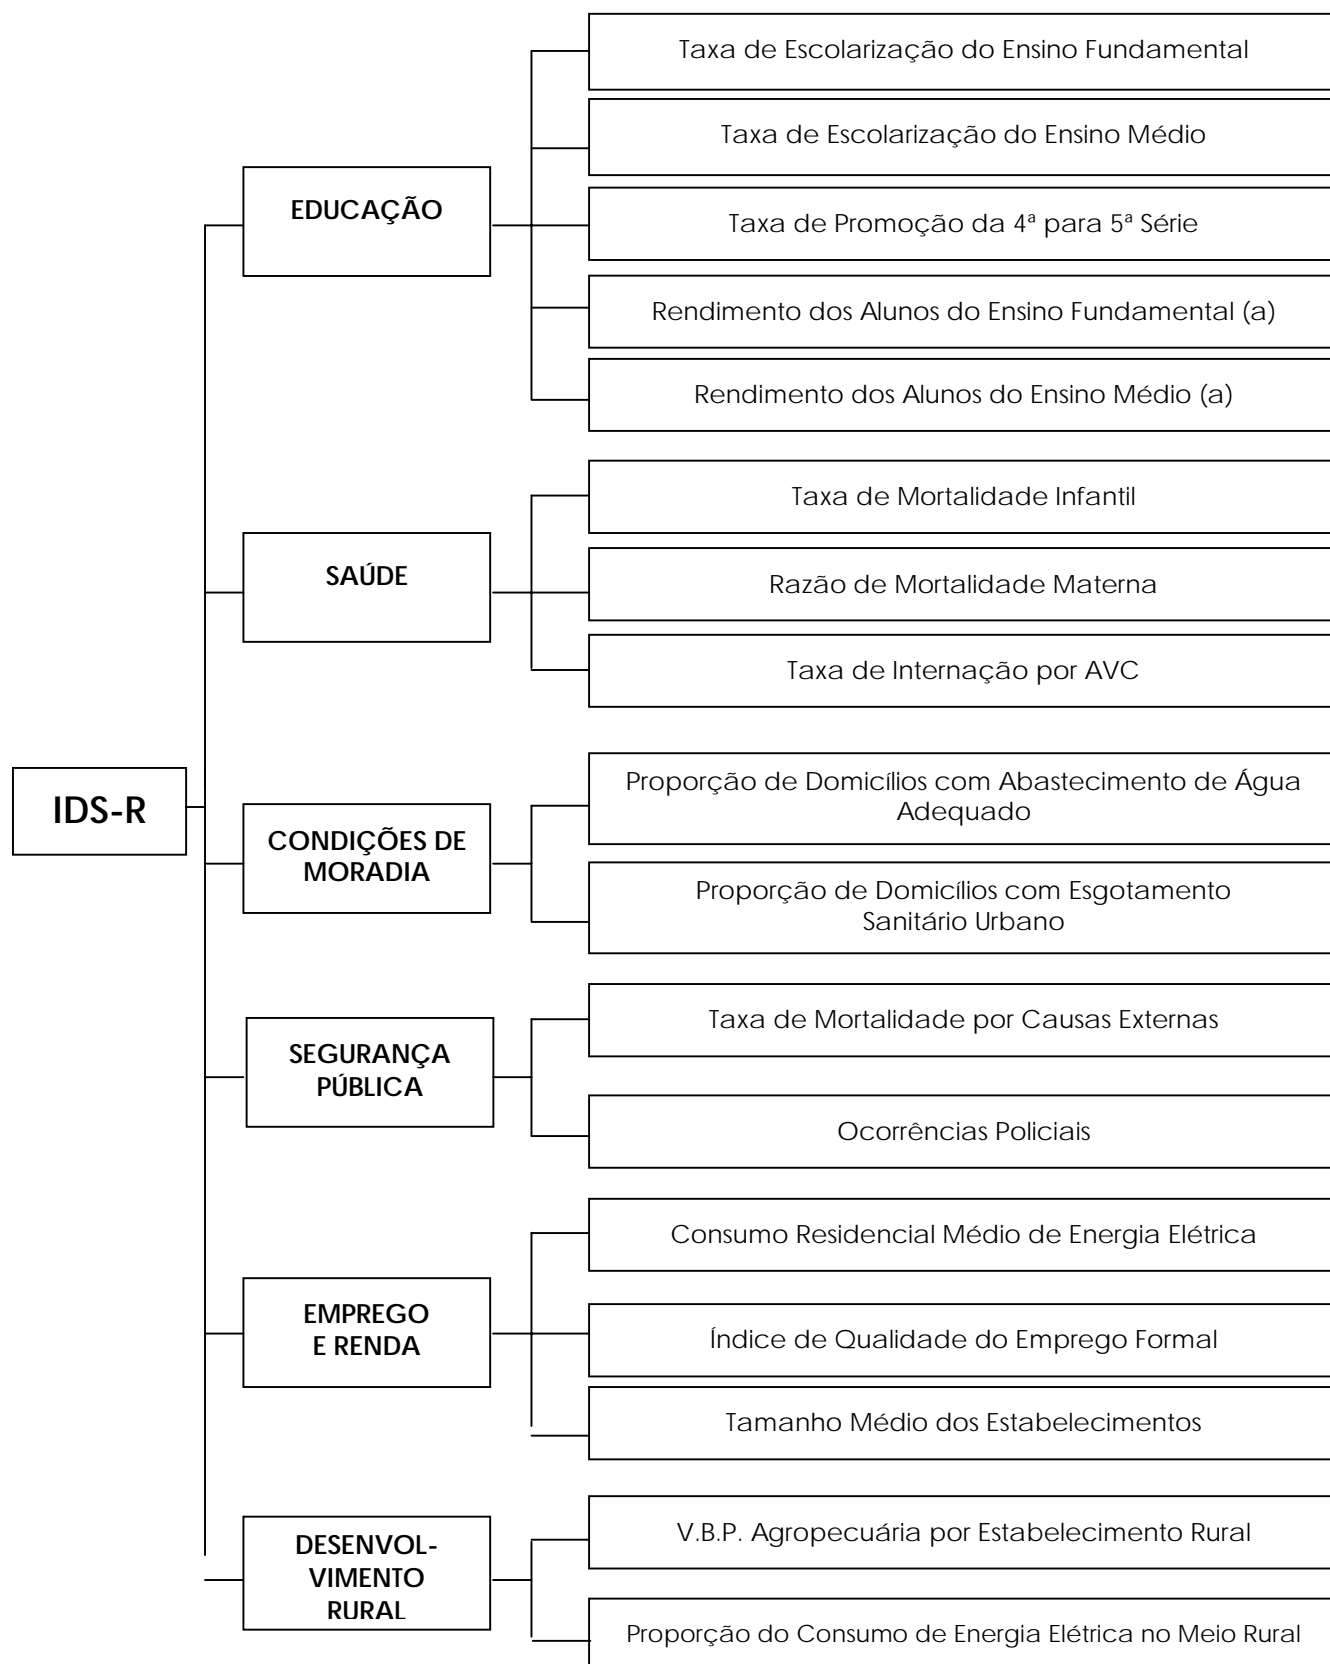 IDS-R
EDUCAÇÃO
Taxa de Escolarização do Ensino Fundamental
Taxa de Escolarização do Ensino Médio
Taxa de Promoção da 4ª para 5ª Série
Rendimento dos Alunos do Ensino Fundamental (a)
Rendimento dos Alunos do Ensino Médio (a)
SAÚDE
Taxa de Mortalidade Infantil
Razão de Mortalidade Materna
Taxa de Internação por AVC
CONDIÇÕES DE
MORADIA
Proporção de Domicílios com Abastecimento de Água
Adequado
Proporção de Domicílios com Esgotamento
Sanitário Urbano
SEGURANÇA
PÚBLICA
Taxa de Mortalidade por Causas Externas
Ocorrências Policiais
EMPREGO
E RENDA
Consumo Residencial Médio de Energia Elétrica
Índice de Qualidade do Emprego Formal
Tamanho Médio dos Estabelecimentos
DESENVOL-
VIMENTO
RURAL
V.B.P. Agropecuária por Estabelecimento Rural
Proporção do Consumo de Energia Elétrica no Meio Rural